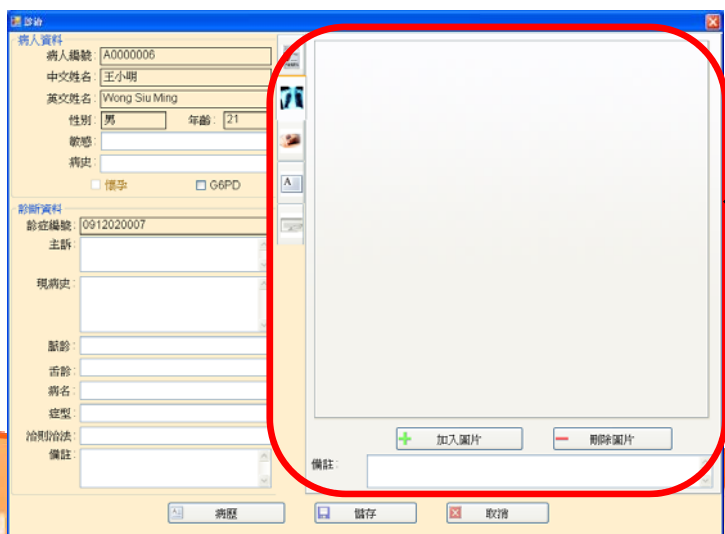 診治
病人資料
病人編號: A0000006
中文姓名: 王小明
英文姓名: Wong Siu Ming
性別: 男 年齡: 21
敏感:
病史:
懷孕 G6PD
診斷資料
診症編號: 0912020007
主訴:
現病史:
脈診:
舌診:
病名:
症型:
治則治法:
備註:
加入圖片 刪除圖片
備註:
病歷 儲存 取消